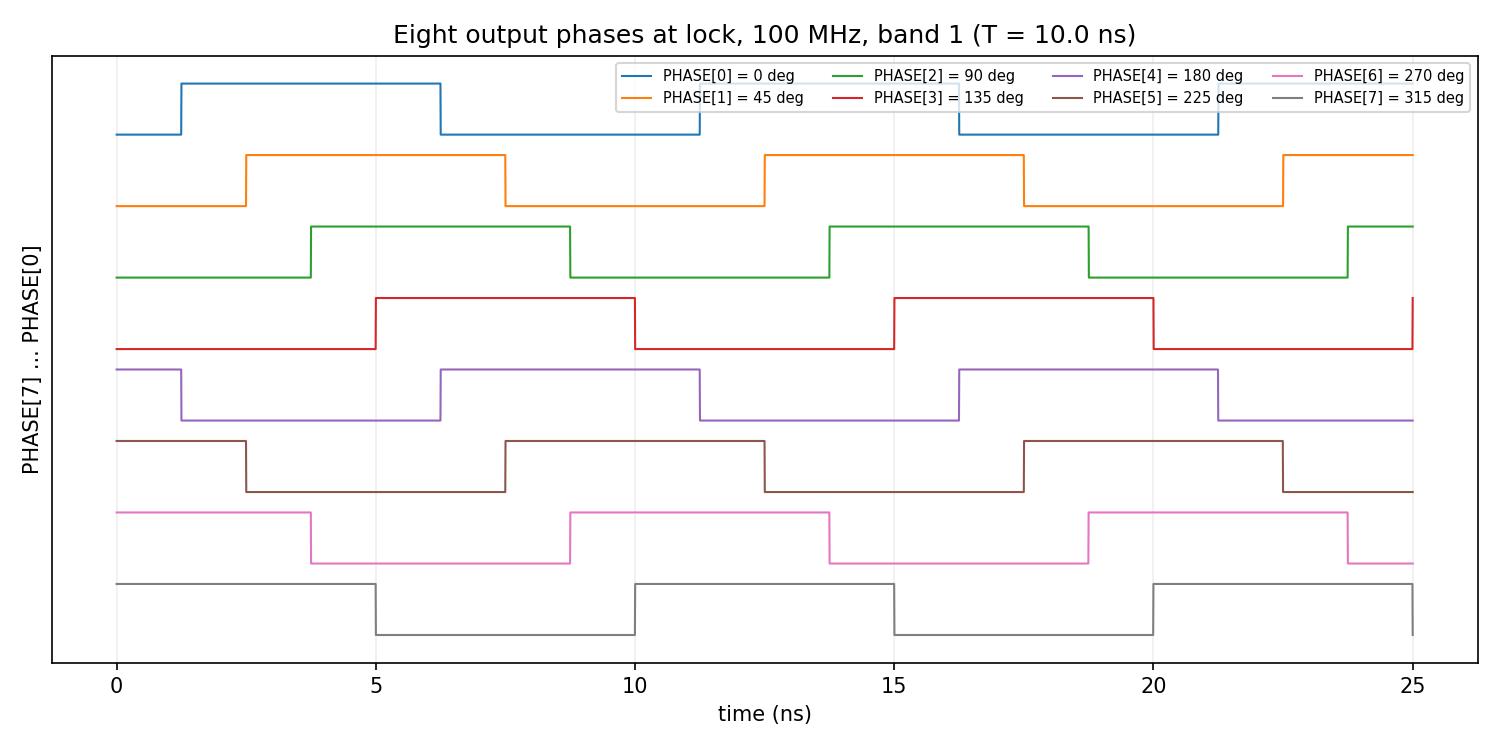 Eight output phases at lock, 100 MHz, band 1 (T = 10.0 ns)
PHASE[0] = 0 deg
PHASE[1] = 45 deg
PHASE[2] = 90 deg
PHASE[3] = 135 deg
PHASE[4] = 180 deg
PHASE[5] = 225 deg
PHASE[6] = 270 deg
PHASE[7] = 315 deg
PHASE[7] ... PHASE[0]
0 5 10 15 20 25
time (ns)